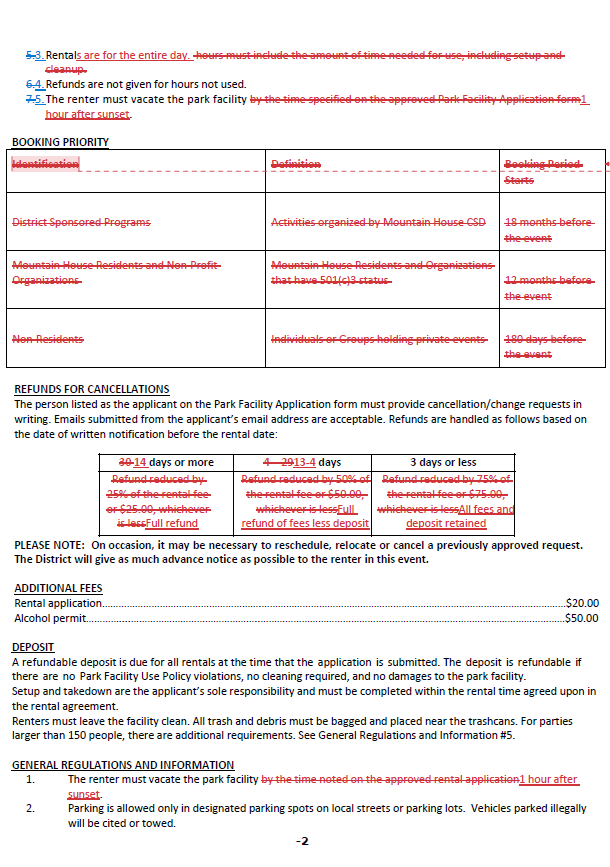 5.3. Rentals are for the entire day. hours must include the amount of time needed for use, including setup and
cleanup.
6.4. Refunds are not given for hours not used.
7.5. The renter must vacate the park facility by the time specified on the approved Park Facility Application form1
hour after sunset.
BOOKING PRIORITY
Identification Definition Booking Period
Starts
District Sponsored Programs Activities organized by Mountain House CSD 18 months before
the event
Mountain House Residents and Non-Profit Mountain House Residents and Organizations
Organizations that have 501(c)3 status 12 months before
the event
Non-Residents Individuals or Groups holding private events 180 days before
the event
REFUNDS FOR CANCELLATIONS
The person listed as the applicant on the Park Facility Application form must provide cancellation/change requests in
writing. Emails submitted from the applicant's email address are acceptable. Refunds are handled as follows based on
the date of written notification before the rental date:
30 14 days or more 4 – 2913-4 days 3 days or less
Refund reduced by Refund reduced by 50% of Refund reduced by 75% of
25% of the rental fee the rental fee or $50.00, the rental fee or $75.00,
or $25.00, whichever whichever is lessFull whichever is lessAll fees and
is lessFull refund refund of fees less deposit deposit retained
PLEASE NOTE: On occasion, it may be necessary to reschedule, relocate or cancel a previously approved request.
The District will give as much advance notice as possible to the renter in this event.
ADDITIONAL FEES
Rental application....................$20.00
Alcohol permit....................$50.00
DEPOSIT
A refundable deposit is due for all rentals at the time that the application is submitted. The deposit is refundable if
there are no Park Facility Use Policy violations, no cleaning required, and no damages to the park facility.
Setup and takedown are the applicant's sole responsibility and must be completed within the rental time agreed upon in
the rental agreement.
Renters must leave the facility clean. All trash and debris must be bagged and placed near the trashcans. For parties
larger than 150 people, there are additional requirements. See General Regulations and Information #5.
GENERAL REGULATIONS AND INFORMATION
1. The renter must vacate the park facility by the time noted on the approved rental application1 hour after
sunset.
2. Parking is allowed only in designated parking spots on local streets or parking lots. Vehicles parked illegally
will be cited or towed.
-2